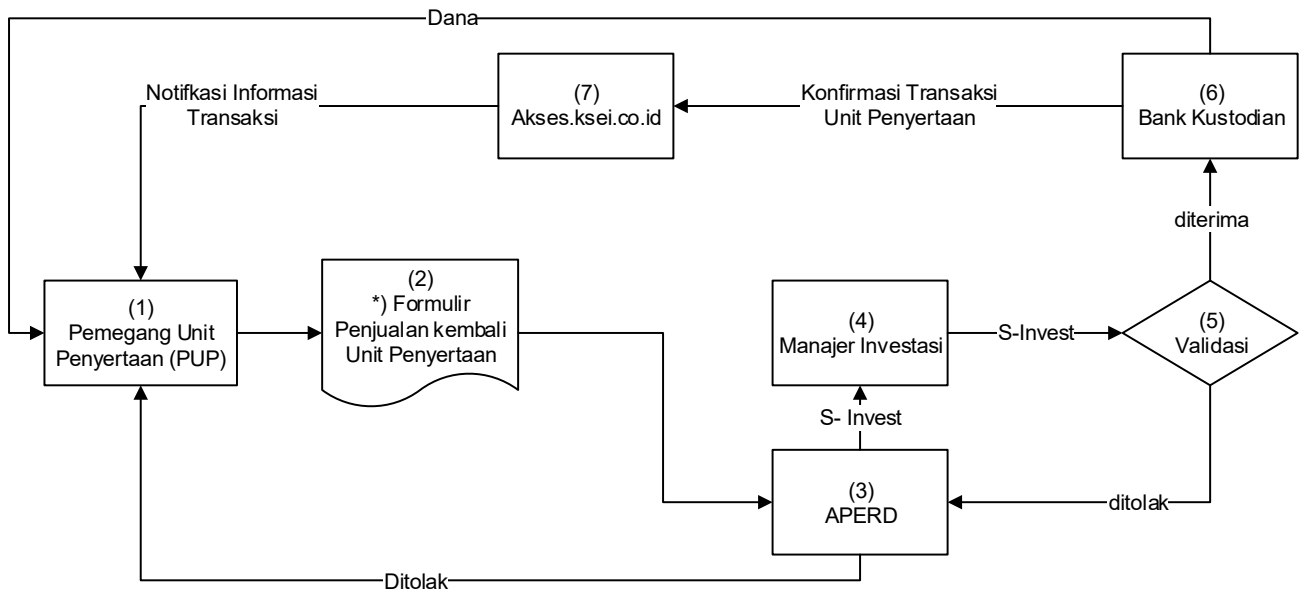 Dana
Notifkasi Informasi
Transaksi
(7)
Akses.ksei.co.id
Konfirmasi Transaksi
Unit Penyertaan
(6)
Bank Kustodian
diterima
(1)
Pemegang Unit
Penyertaan (PUP)
(2)
*) Formulir
Penjualan kembali
Unit Penyertaan
(4)
Manajer Investasi
S-Invest
(5)
Validasi
S- Invest
(3)
APERD
ditolak
Ditolak